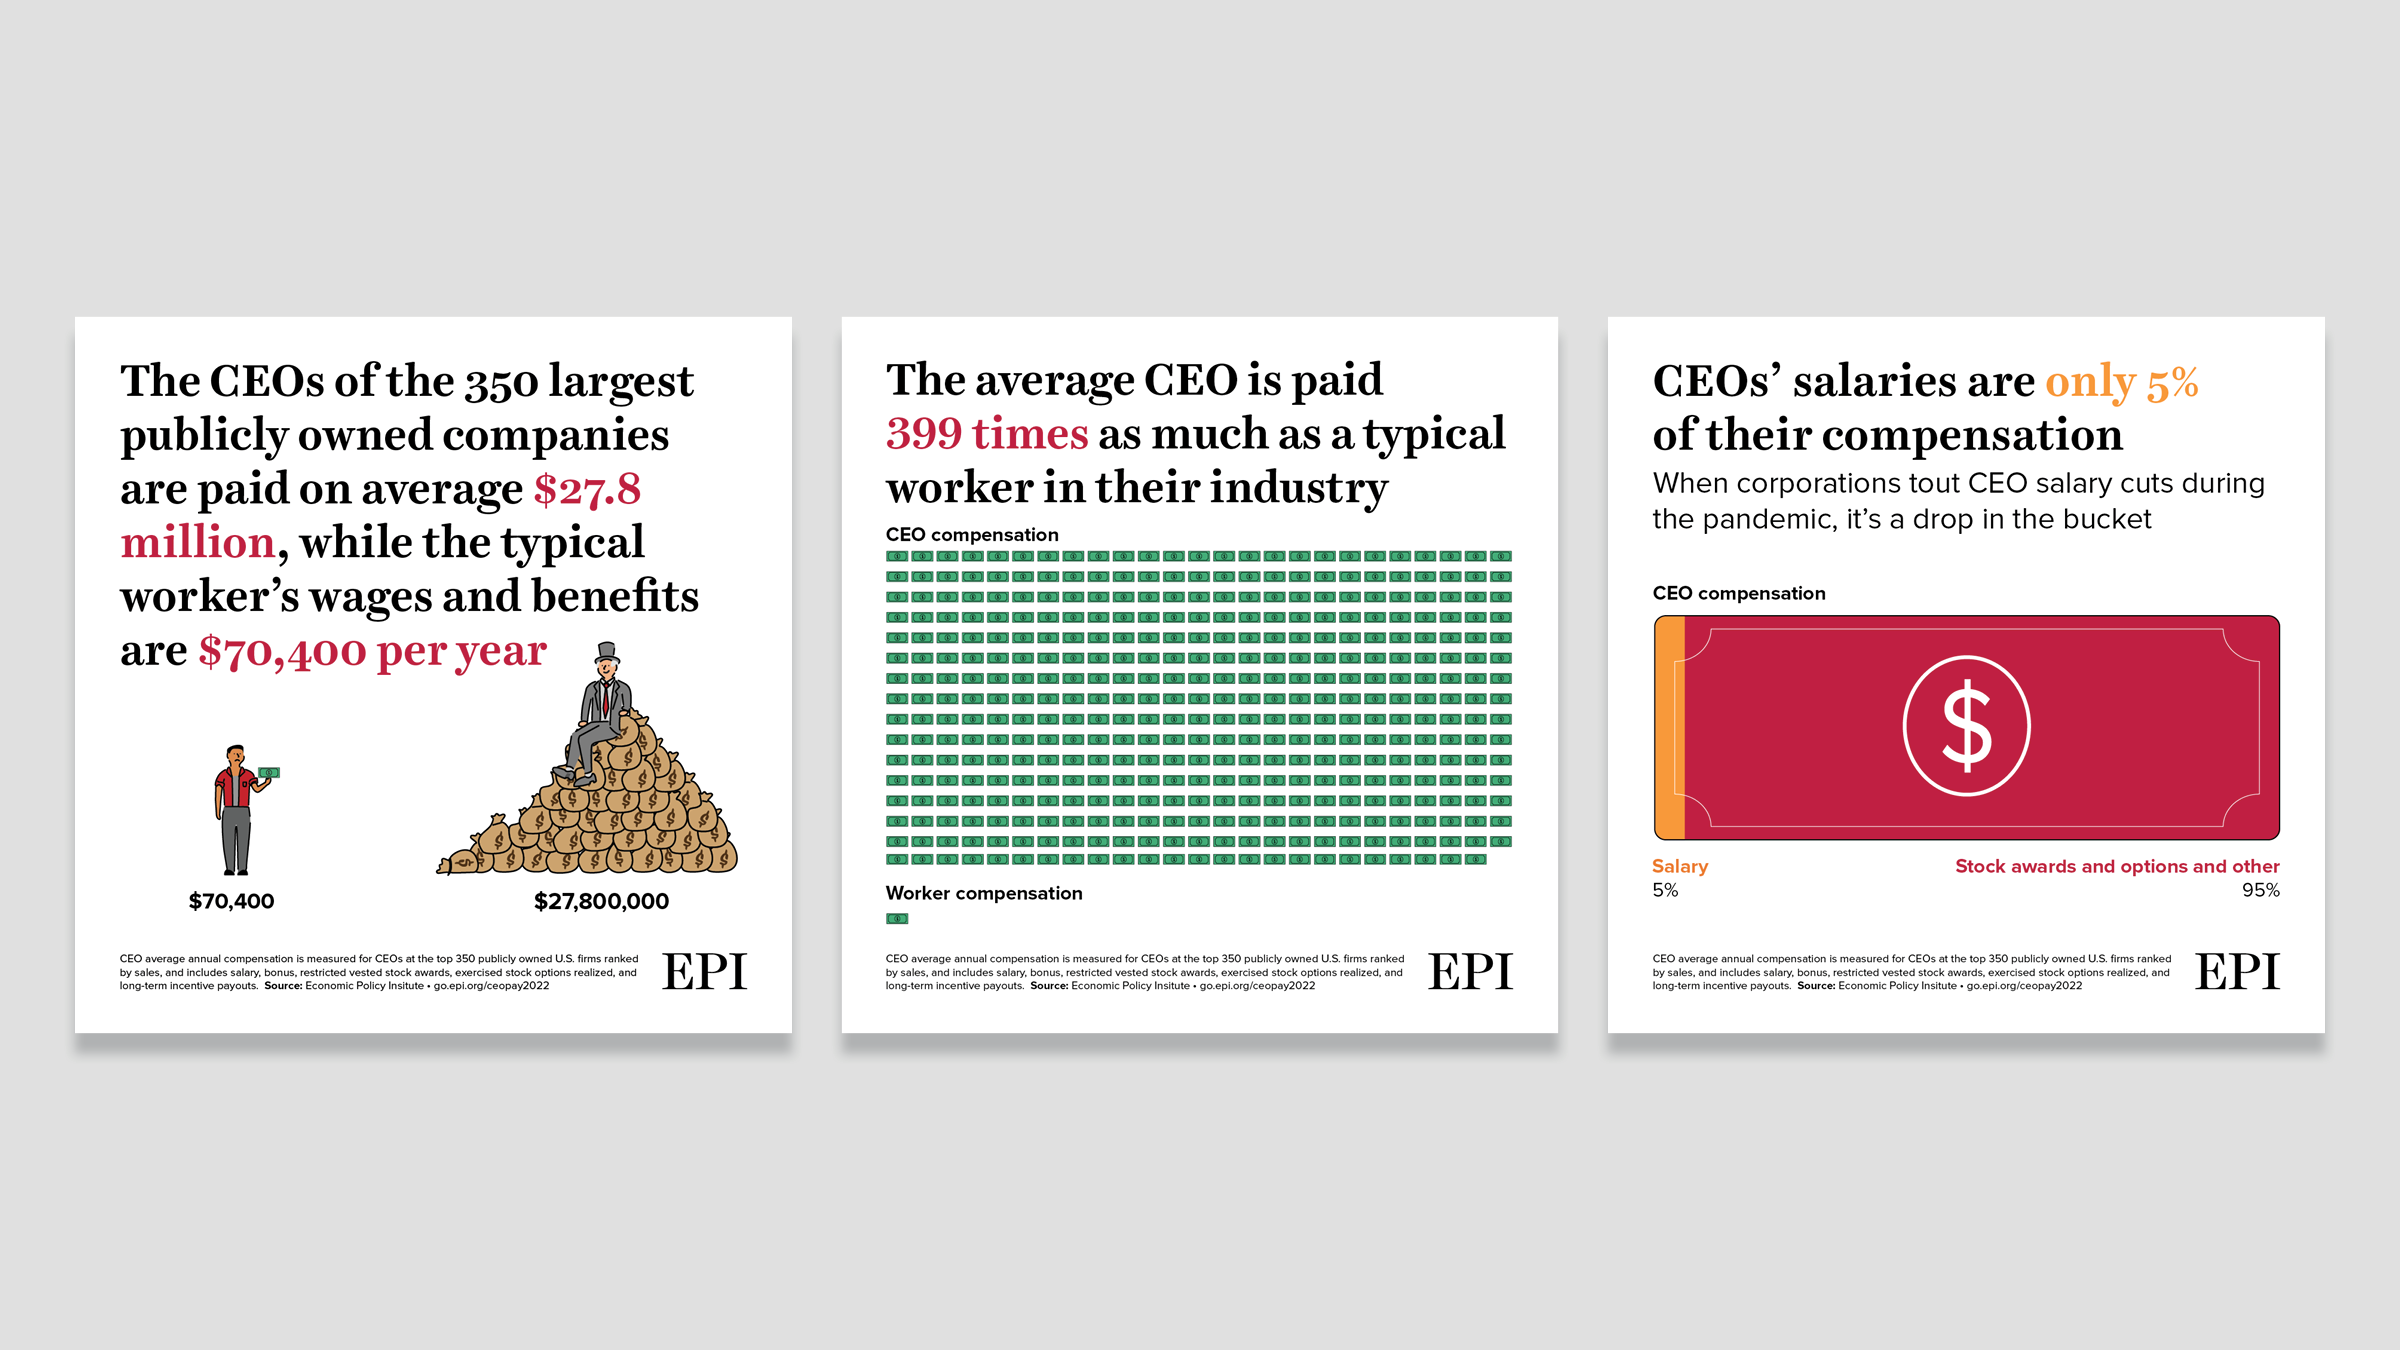 The CEOs of the 350 largest
publicly owned companies
are paid on average $27.8
million, while the typical
worker’s wages and benefits
are $70,400 per year
$70,400
$27,800,000
CEO average annual compensation is measured for CEOs at the top 350 publicly owned U.S. firms ranked
by sales, and includes salary, bonus, restricted vested stock awards, exercised stock options realized, and
long-term incentive payouts. Source: Economic Policy Insitute • go.epi.org/ceopay2022
EPI
The average CEO is paid
399 times as much as a typical
worker in their industry
CEO compensation
Worker compensation
CEO average annual compensation is measured for CEOs at the top 350 publicly owned U.S. firms ranked
by sales, and includes salary, bonus, restricted vested stock awards, exercised stock options realized, and
long-term incentive payouts. Source: Economic Policy Insitute • go.epi.org/ceopay2022
EPI
CEOs’ salaries are only 5%
of their compensation
When corporations tout CEO salary cuts during
the pandemic, it’s a drop in the bucket
CEO compensation
$
Salary
5%
Stock awards and options and other
95%
CEO average annual compensation is measured for CEOs at the top 350 publicly owned U.S. firms ranked
by sales, and includes salary, bonus, restricted vested stock awards, exercised stock options realized, and
long-term incentive payouts. Source: Economic Policy Insitute • go.epi.org/ceopay2022
EPI